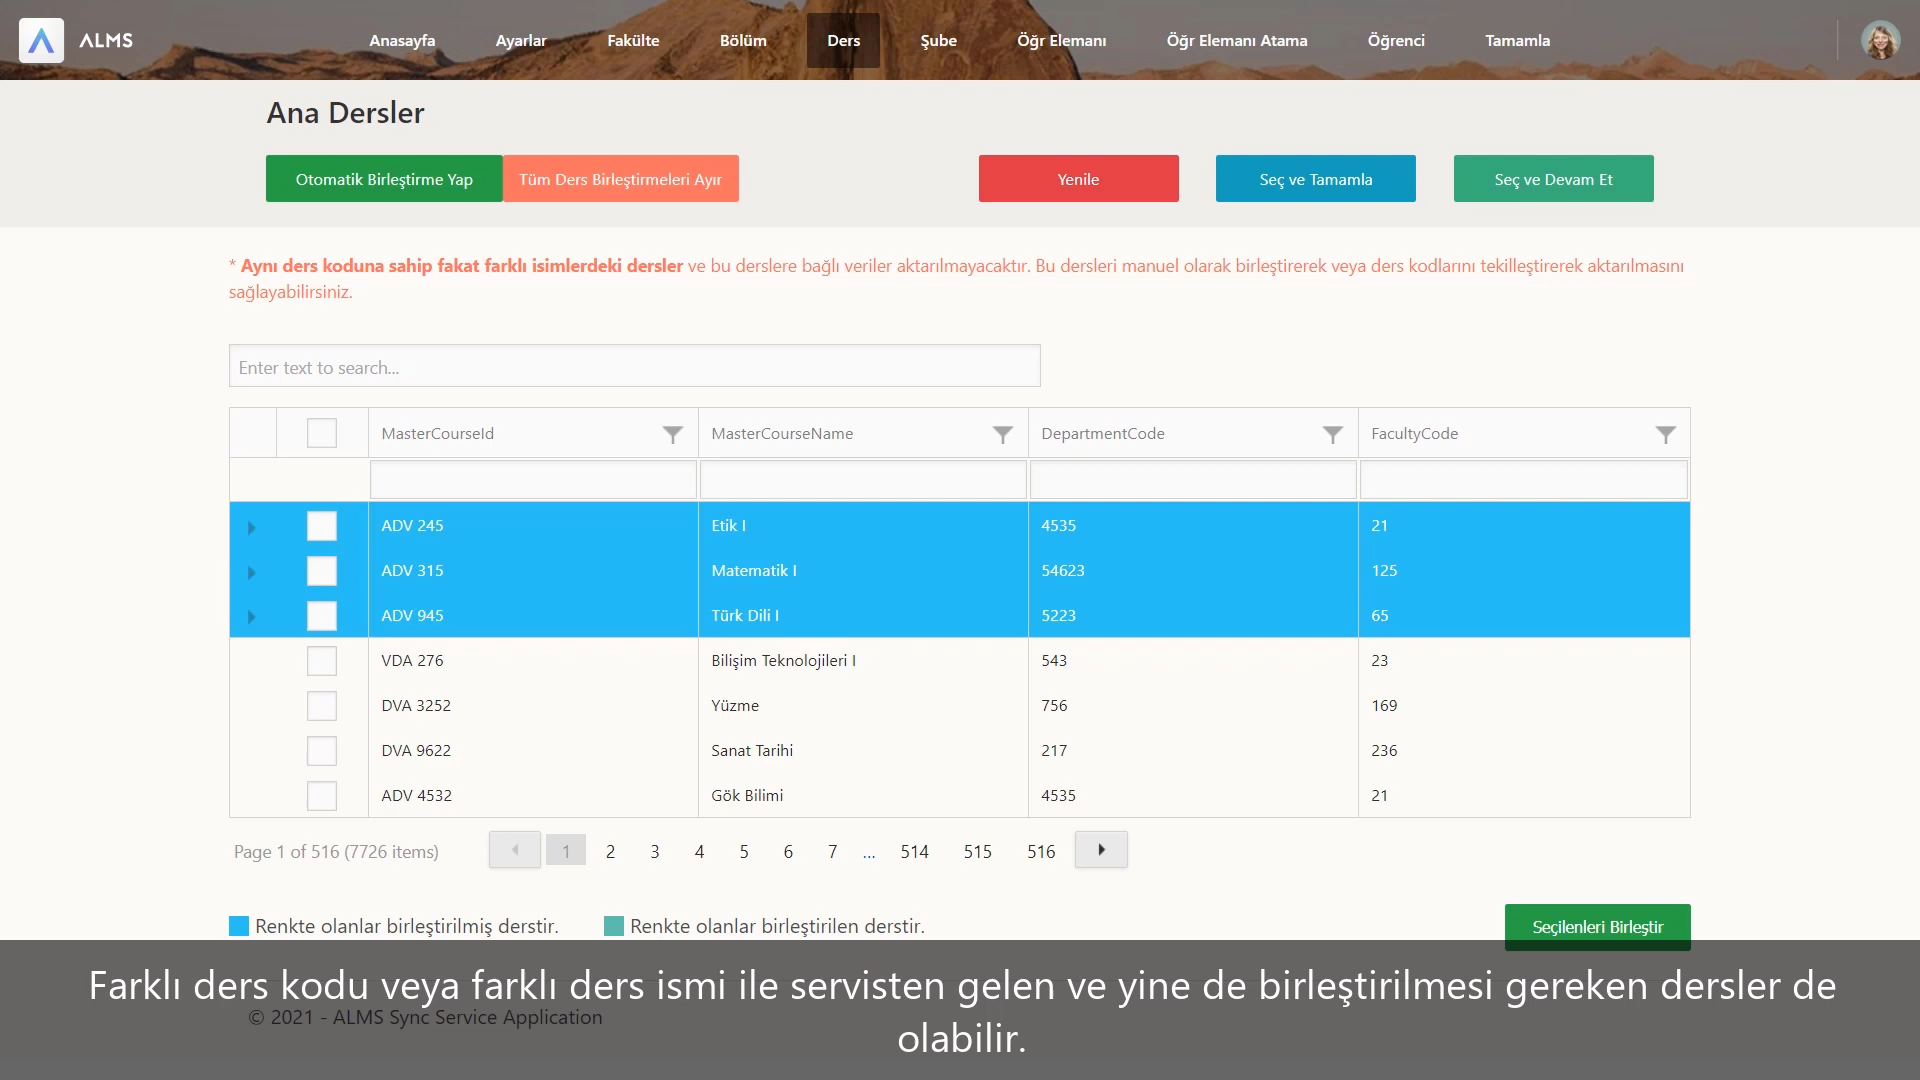 ALMS
Anasayfa Ayarlar Fakülte Bölüm Ders Şube Öğr Elemanı Öğr Elemanı Atama Öğrenci Tamamla
Ana Dersler
Otomatik Birleştirme Yap Tüm Ders Birleştirmeleri Ayır Yenile Seç ve Tamamla Seç ve Devam Et
* Aynı ders koduna sahip fakat farklı isimlerdeki dersler ve bu derslere bağlı veriler aktarılmayacaktır. Bu dersleri manuel olarak birleştirerek veya ders kodlarını tekilleştirerek aktarılmasını
sağlayabilirsiniz.
Enter text to search...
MasterCourseId MasterCourseName DepartmentCode FacultyCode
ADV 245 Etik I 4535 21
ADV 315 Matematik I 54623 125
ADV 945 Türk Dili I 5223 65
VDA 276 Bilişim Teknolojileri I 543 23
DVA 3252 Yüzme 756 169
DVA 9622 Sanat Tarihi 217 236
ADV 4532 Gök Bilimi 4535 21
Page 1 of 516 (7726 items) 1 2 3 4 5 6 7 ... 514 515 516
Renkte olanlar birleştirilmiş derstir. Renkte olanlar birleştirilen derstir. Seçilenleri Birleştir
Farklı ders kodu veya farklı ders ismi ile servisten gelen ve yine de birleştirilmesi gereken dersler de
© 2021 - ALMS Sync Service Application
olabilir.